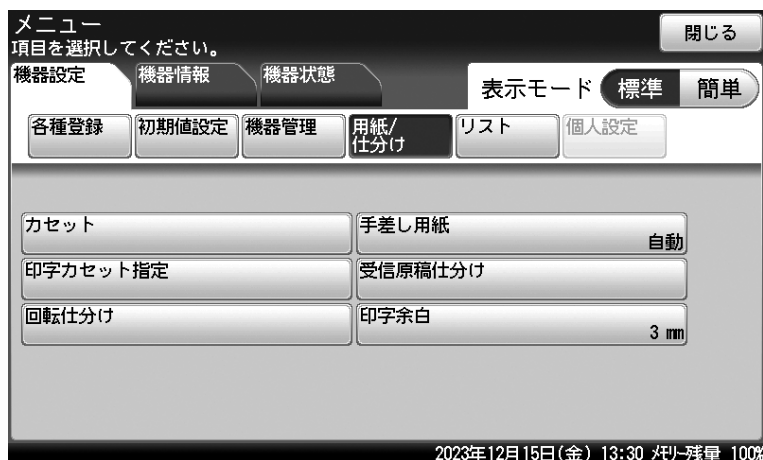 メニュー
項目を選択してください。
閉じる
機器設定
機器情報
機器状態
表示モード
標準
簡単
各種登録
初期値設定
機器管理
用紙/
仕分け
リスト
個人設定
カセット
手差し用紙
自動
印字カセット指定
受信原稿仕分け
回転仕分け
印字余白
3 mm
2023年12月15日(金) 13:30 ﾒﾓﾘｰ残量 100%